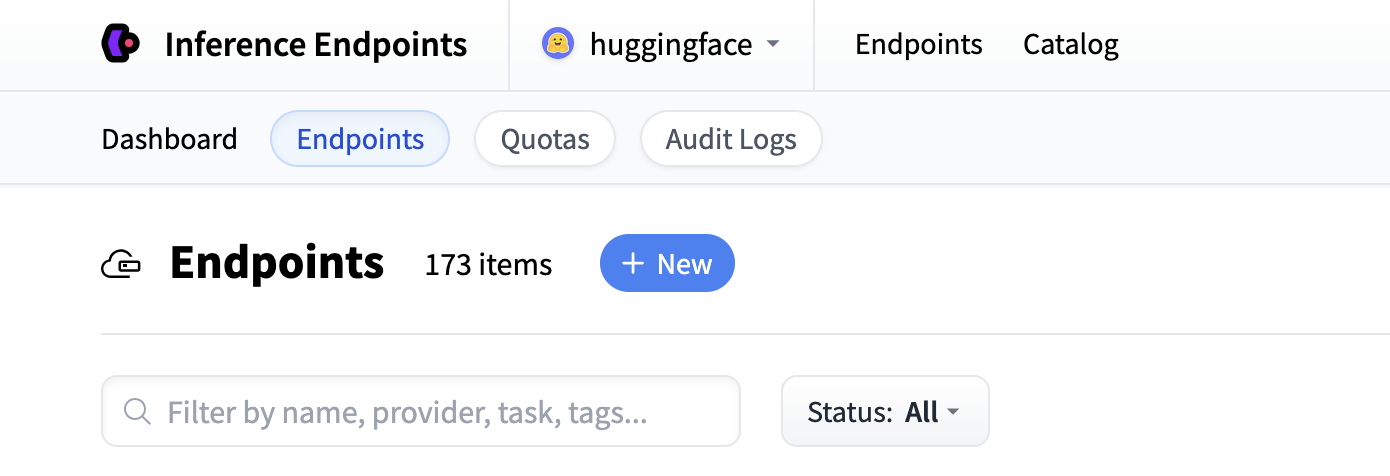 Inference Endpoints huggingface Endpoints Catalog
Dashboard Endpoints Quotas Audit Logs
Endpoints 173 items + New
Filter by name, provider, task, tags... Status: All